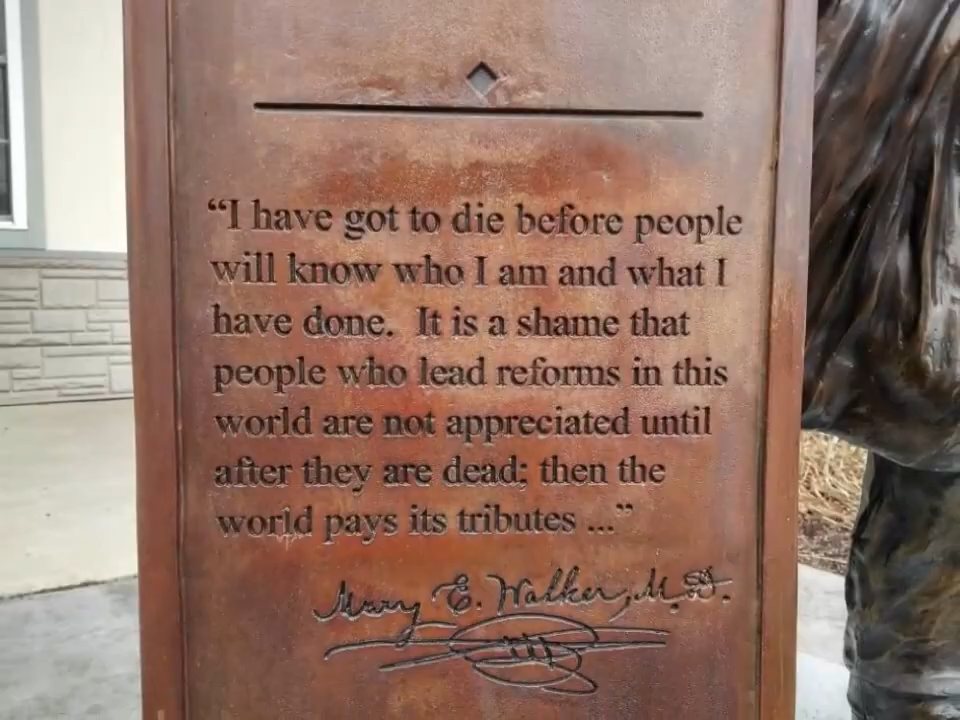 “I have got to die before people
will know who I am and what I
have done. It is a shame that
people who lead reforms in this
world are not appreciated until
after they are dead; then the
world pays its tributes ...”
Mary E. Walker, M.D.